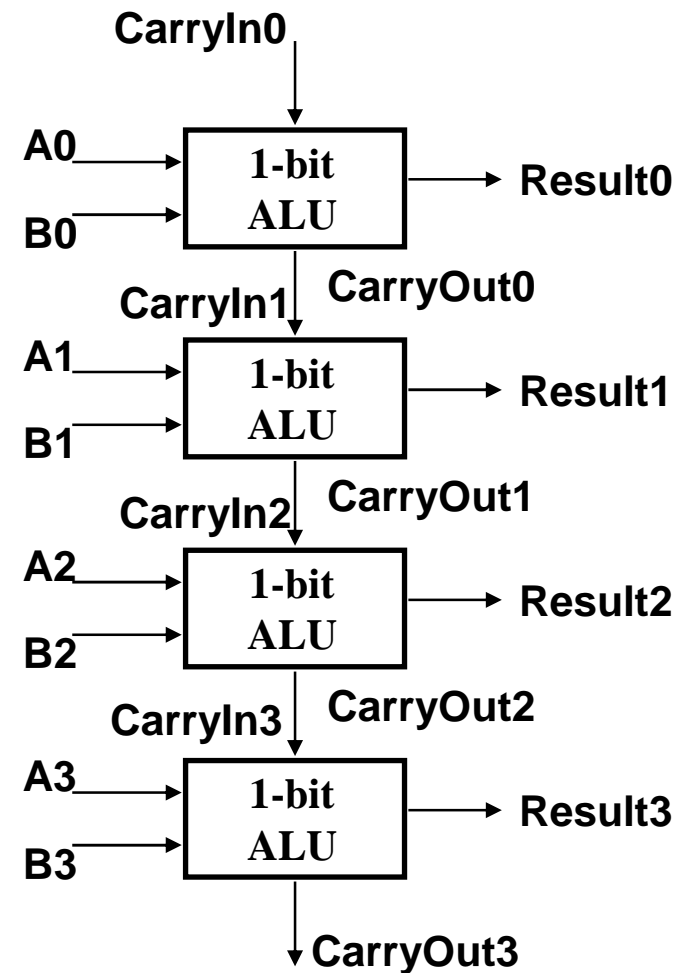 CarryIn0
A0
1-bit
ALU
Result0
B0
CarryIn1
CarryOut0
A1
1-bit
ALU
Result1
B1
CarryIn2
CarryOut1
A2
1-bit
ALU
Result2
B2
CarryIn3
CarryOut2
A3
1-bit
ALU
Result3
B3
CarryOut3